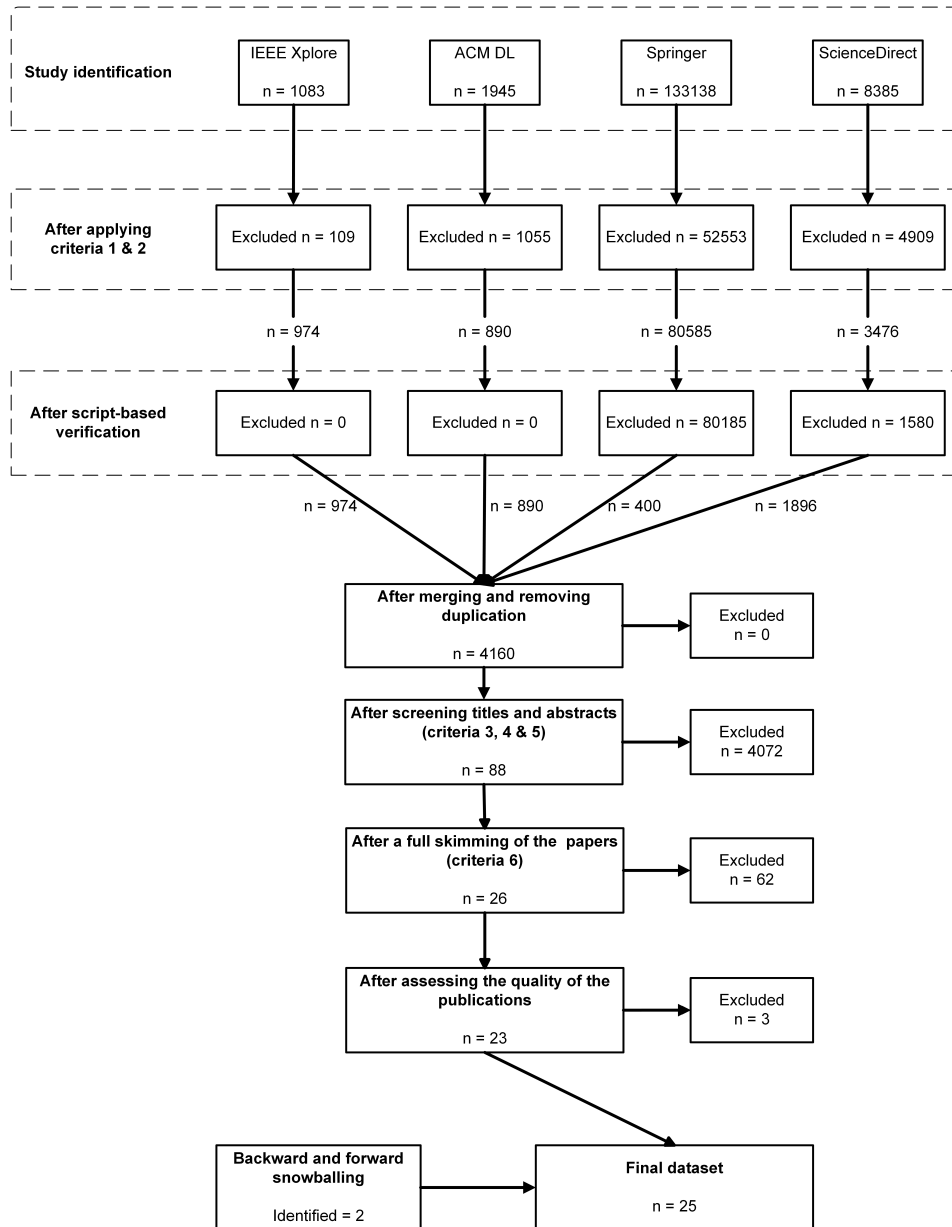 Study identification
IEEE Xplore
n = 1083
ACM DL
n = 1945
Springer
n = 133138
ScienceDirect
n = 8385
After applying
criteria 1 & 2
Excluded n = 109
Excluded n = 1055
Excluded n = 52553
Excluded n = 4909
n = 974
n = 890
n = 80585
n = 3476
After script-based
verification
Excluded n = 0
Excluded n = 0
Excluded n = 80185
Excluded n = 1580
n = 974
n = 890
n = 400
n = 1896
After merging and removing
duplication
n = 4160
Excluded
n = 0
After screening titles and abstracts
(criteria 3, 4 & 5)
n = 88
Excluded
n = 4072
After a full skimming of the papers
(criteria 6)
n = 26
Excluded
n = 62
After assessing the quality of the
publications
n = 23
Excluded
n = 3
Backward and forward
snowballing
Identified = 2
Final dataset
n = 25